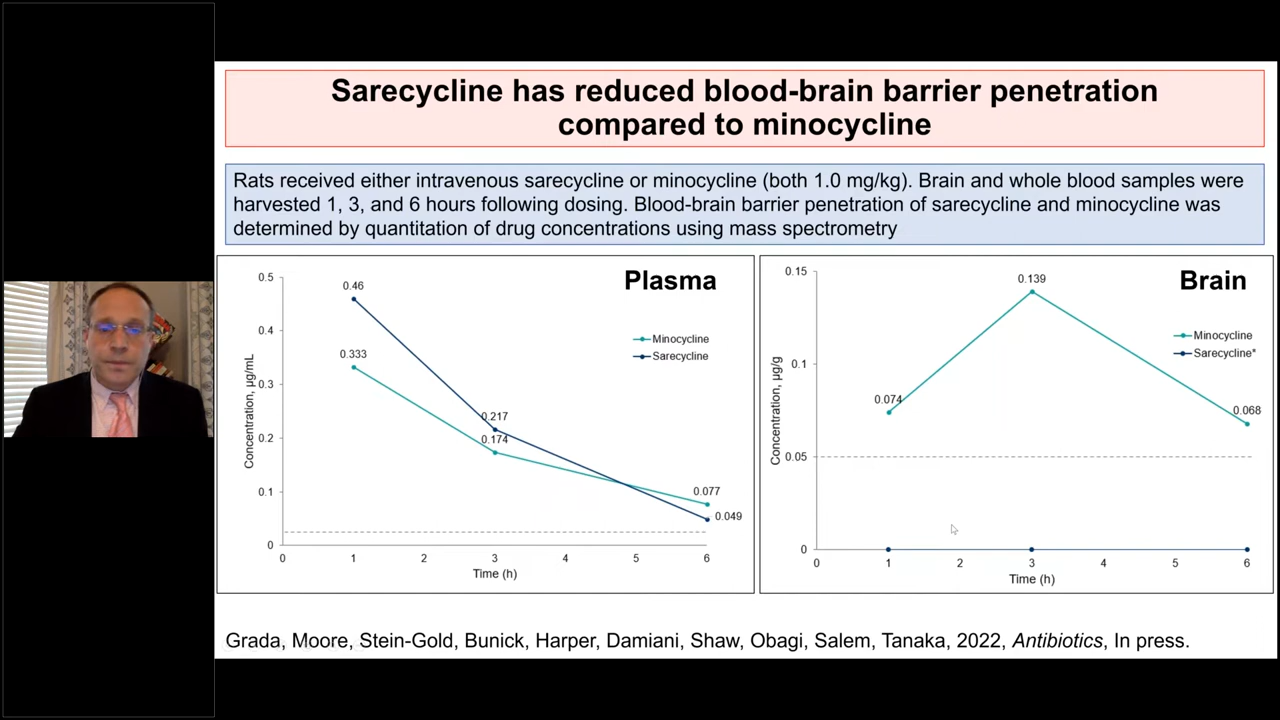 Sarecycline has reduced blood-brain barrier penetration
compared to minocycline
Rats received either intravenous sarecycline or minocycline (both 1.0 mg/kg). Brain and whole blood samples were
harvested 1, 3, and 6 hours following dosing. Blood-brain barrier penetration of sarecycline and minocycline was
determined by quantitation of drug concentrations using mass spectrometry
Plasma
Concentration, µg/mL
0.5
0.4
0.3
0.2
0.1
0
0.46
0.333
0.217
0.174
0.077
0.049
Minocycline
Sarecycline
0 1 2 3 4 5 6
Time (h)
Brain
Concentration, µg/g
0.15
0.1
0.05
0
0.074
0.139
0.068
Minocycline
Sarecycline*
0 1 2 3 4 5 6
Time (h)
Grada, Moore, Stein-Gold, Bunick, Harper, Damiani, Shaw, Obagi, Salem, Tanaka, 2022, Antibiotics, In press.